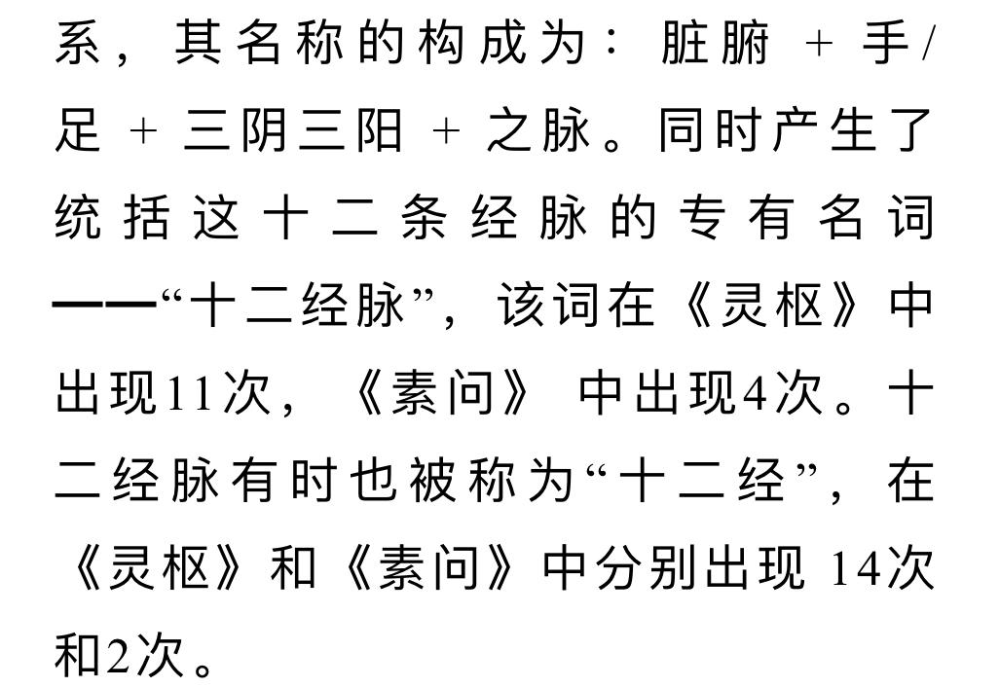 系，其名称的构成为：脏腑 + 手/
足 + 三阴三阳 + 之脉。同时产生了
统括这十二条经脉的专有名词
——“十二经脉”，该词在《灵枢》中
出现11次，《素问》 中出现4次。十
二经脉有时也被称为“十二经”，在
《灵枢》和《素问》中分别出现 14次
和2次。